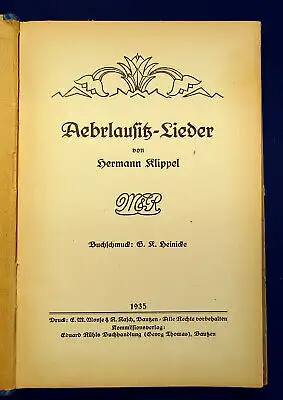 Aeberlausitz-Lieder
von
Hermann Klippel
M&R
Buchschmuck: G. K. Heinicke
1935
Druck: E. M. Monse & R. Rasch, Bautzen - Alle Rechte vorbehalten
Kommissionsverlag:
Eduard Rühls Buchhandlung (Georg Thomas), Bautzen